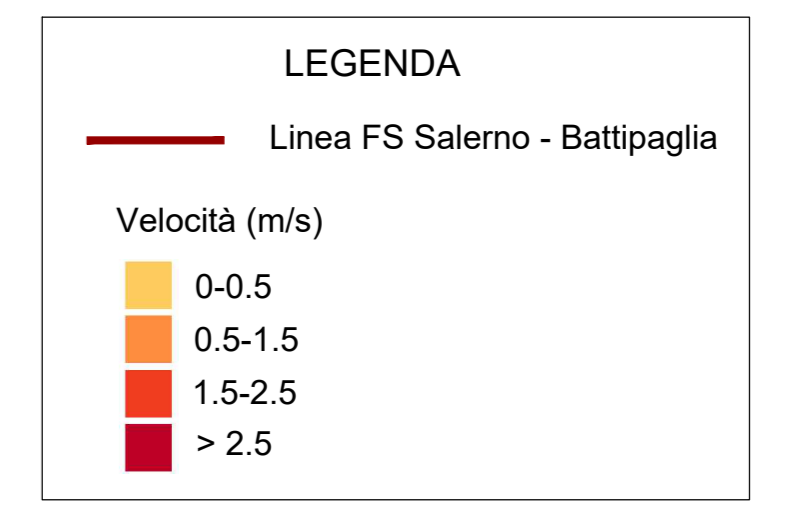 LEGENDA
Linea FS Salerno - Battipaglia
Velocità (m/s)
0-0.5
0.5-1.5
1.5-2.5
> 2.5